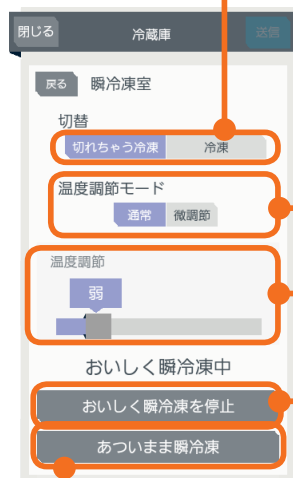 閉じる 冷蔵庫 送信
戻る 瞬冷凍室
切替
切れちゃう冷凍 冷凍
温度調節モード
通常 微調節
温度調節
弱
おいしく瞬冷凍中
おいしく瞬冷凍を停止
あついまま瞬冷凍